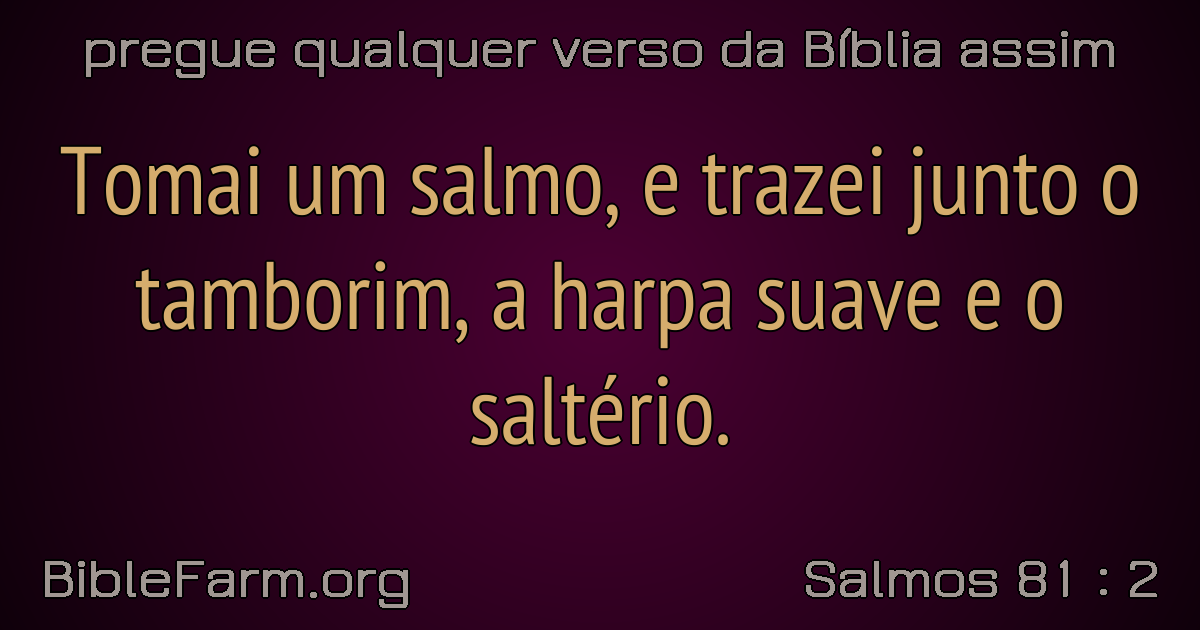 pregue qualquer verso da Bíblia assim
Tomai um salmo, e trazei junto o
tamborim, a harpa suave e o
saltério.
BibleFarm.org
Salmos 81 : 2